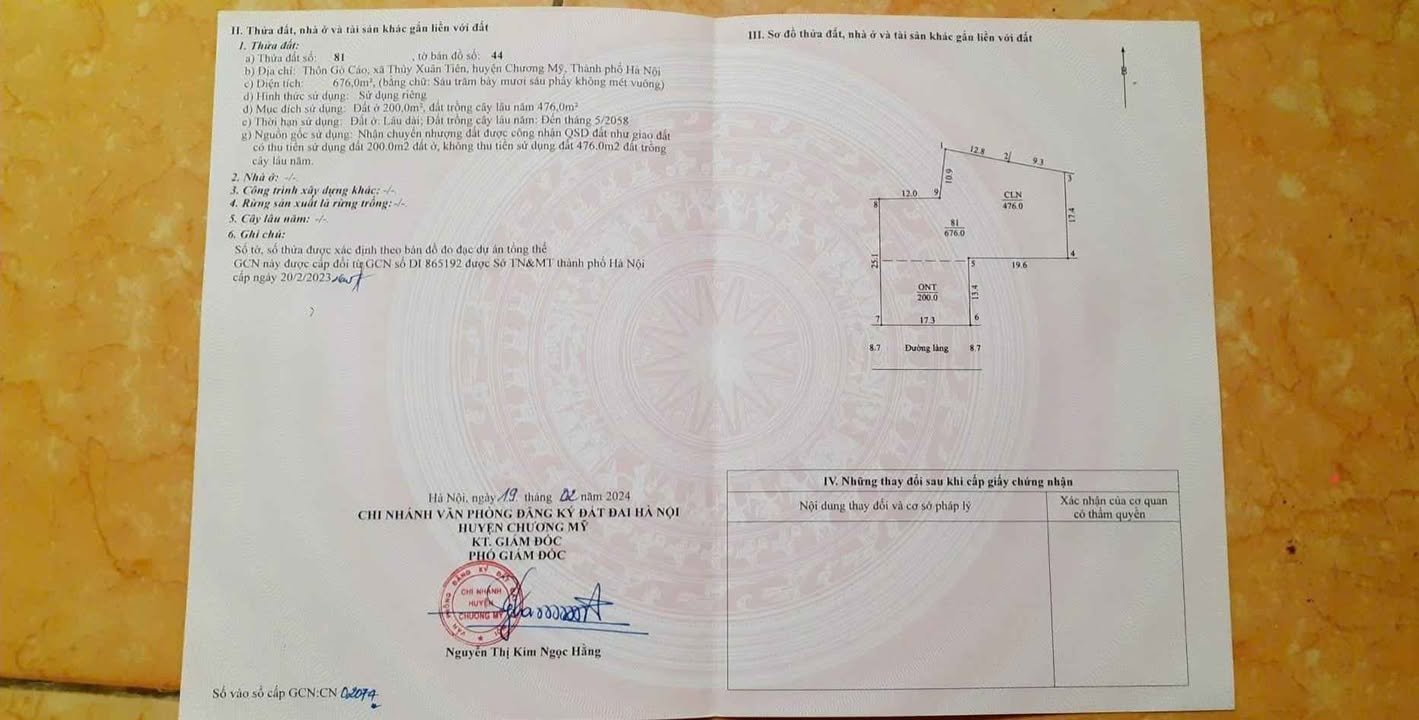 II. Thửa đất, nhà ở và tài sản khác gắn liền với đất
1. Thửa đất:
a) Thửa đất số: 81 , tờ bản đồ số: 44
b) Địa chỉ: Thôn Gò Cáo, xã Thủy Xuân Tiên, huyện Chương Mỹ, Thành phố Hà Nội
c) Diện tích: 676,0m², (bằng chữ: Sáu trăm bảy mươi sáu phẩy không mét vuông)
d) Hình thức sử dụng: Sử dụng riêng
đ) Mục đích sử dụng: Đất ở 200,0m², đất trồng cây lâu năm 476,0m²
e) Thời hạn sử dụng: Đất ở: Lâu dài; Đất trồng cây lâu năm: Đến tháng 5/2058
g) Nguồn gốc sử dụng: Nhận chuyển nhượng đất được công nhận QSD đất như giao đất
có thu tiền sử dụng đất 200.0m2 đất ở, không thu tiền sử dụng đất 476.0m2 đất trồng
cây lâu năm.
2. Nhà ở: -/-
3. Công trình xây dựng khác: -/-
4. Rừng sản xuất là rừng trồng: -/-
5. Cây lâu năm: -/-
6. Ghi chú:
Số tờ, số thửa được xác định theo bản đồ đo đạc dự án tổng thể
GCN này được cấp đổi từ GCN số DI 865192 được Sở TN&MT thành phố Hà Nội
cấp ngày 20/2/2023
Hà Nội, ngày 19 tháng 02 năm 2024
CHI NHÁNH VĂN PHÒNG ĐĂNG KÝ ĐẤT ĐAI HÀ NỘI
HUYỆN CHƯƠNG MỸ
KT. GIÁM ĐỐC
PHÓ GIÁM ĐỐC
CHI NHÁNH
HUYỆN
CHƯƠNG MỸ
Nguyễn Thị Kim Ngọc Hằng
Số vào sổ cấp GCN:CN 02074
III. Sơ đồ thửa đất, nhà ở và tài sản khác gắn liền với đất
B
1 12.8 2 9.3 3
10.9
12.0 9
8
CLN
476.0
17.4
81
676.0
25.1
5 19.6 4
ONT
200.0
13.4
7 17.3 6
8.7 Đường làng 8.7
IV. Những thay đổi sau khi cấp giấy chứng nhận
Nội dung thay đổi và cơ sở pháp lý
Xác nhận của cơ quan
có thẩm quyền